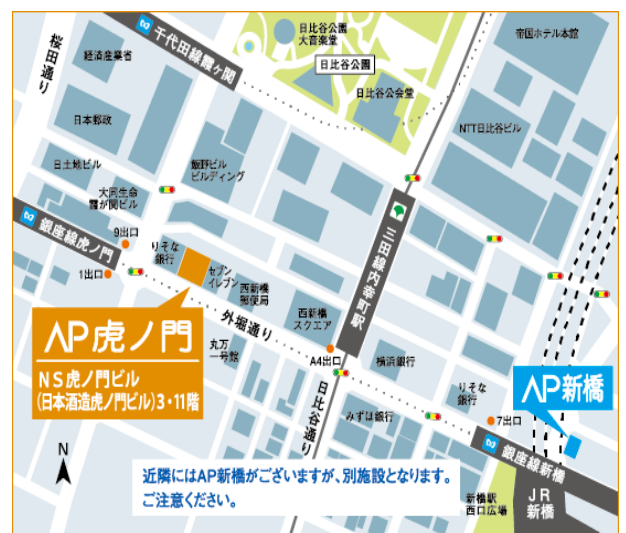 桜田通り
千代田線霞ヶ関
経済産業省
日比谷公園
大音楽堂
日比谷公園
日比谷公会堂
帝国ホテル本館
日本郵政
NTT日比谷ビル
日土地ビル
飯野ビル
ビルディング
大同生命
霞が関ビル
銀座線虎ノ門
9出口
1出口
りそな
銀行
セブン
イレブン
西新橋
郵便局
西新橋
スクエア
三田線内幸町駅
外堀通り
丸万
一号館
A4出口
横浜銀行
AP虎ノ門
NS虎ノ門ビル
(日本酒造虎ノ門ビル)3・11階
日比谷通り
みずほ銀行
りそな
銀行
7出口
AP新橋
銀座線新橋
N
近隣にはAP新橋がございますが、別施設となります。
ご注意ください。
新橋駅
西口広場
JR
新橋